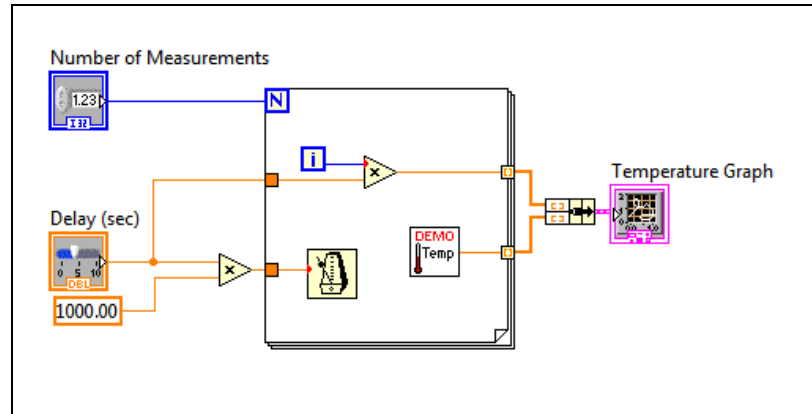 Number of Measurements
1.23
I32
N
i
×
Temperature Graph
Delay (sec)
DEMO
Temp
×
0 5 10
DBL
1000.00